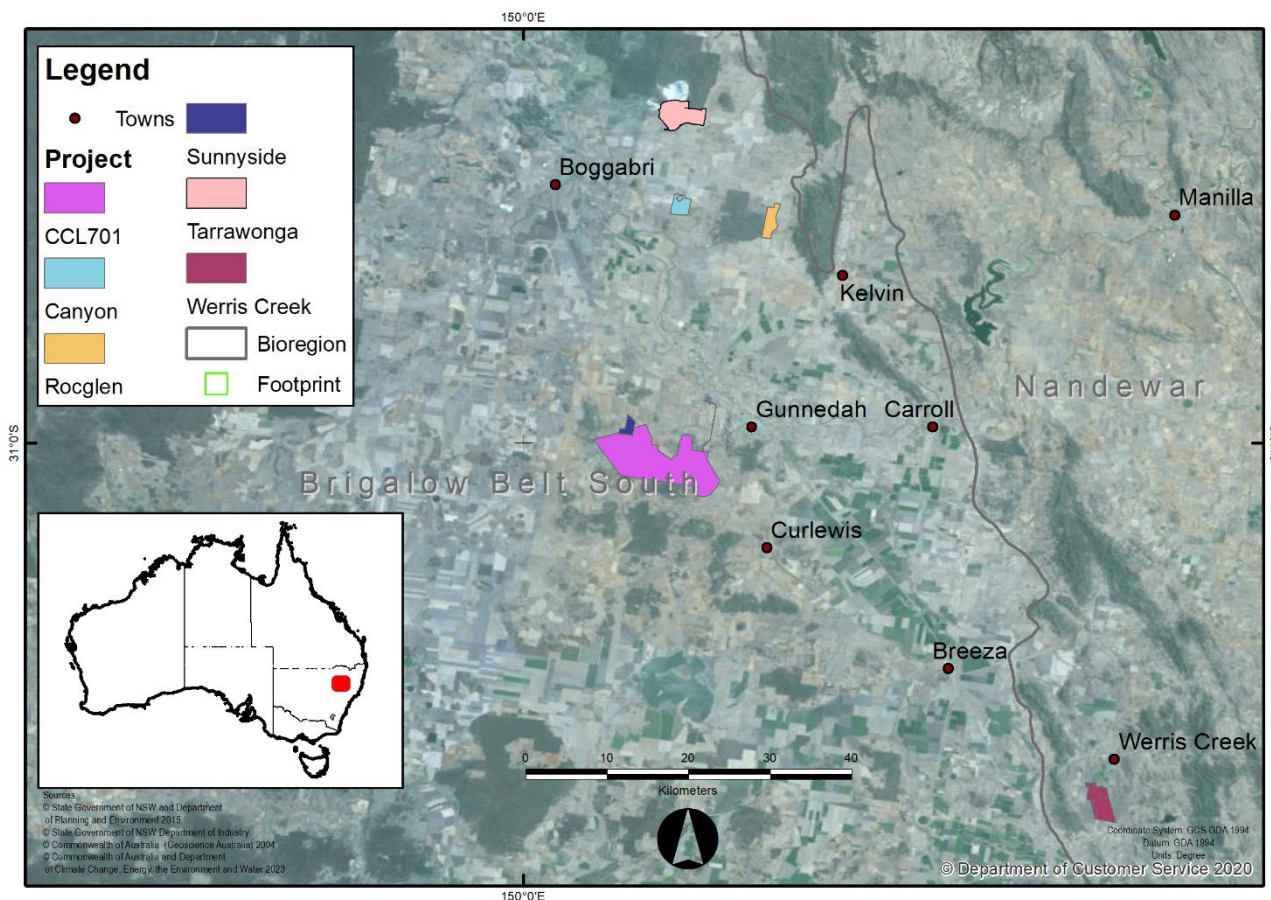 150°0'E
Legend
Towns
Project
Sunnyside
CCL701
Tarrawonga
Canyon
Werris Creek
Bioregion
Rocglen
Footprint
Boggabri
Manilla
Kelvin
Nandewar
Gunnedah
Carroll
31°0'S
Brigalow Belt South
Curlewis
Breeza
Werris Creek
0 10 20 30 40
Kilometers
Sources:
© State Government of NSW and Department
of Planning and Environment 2015
© State Government of NSW Department of Industry
© Commonwealth of Australia (Geoscience Australia) 2004
© Commonwealth of Australia and Department
of Climate Change, Energy, the Environment and Water 2023
Coordinate System: GCS GDA 1994
Datum: GDA 1994
Units: Degree
© Department of Customer Service 2020
150°0'E